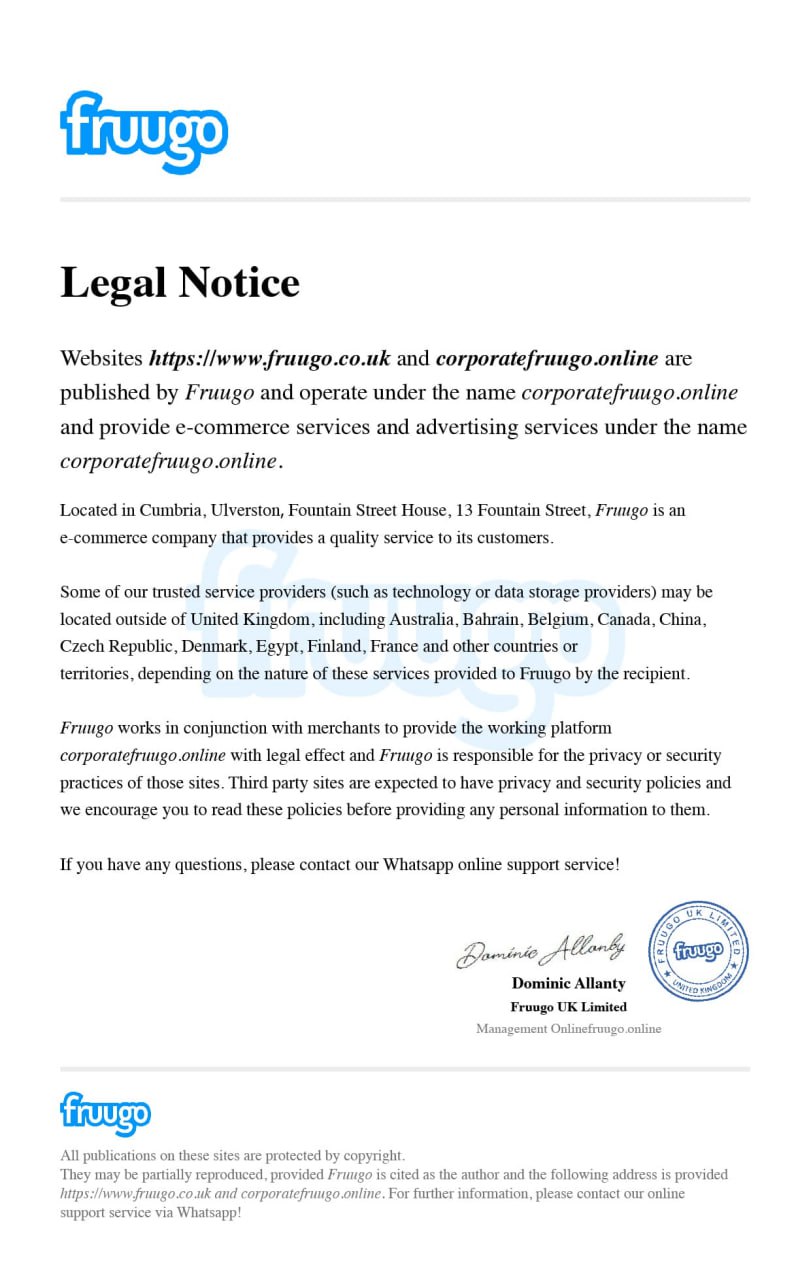 fruugo
Legal Notice
Websites https://www.fruugo.co.uk and corporatefruugo.online are
published by Fruugo and operate under the name corporatefruugo.online
and provide e-commerce services and advertising services under the name
corporatefruugo.online.
Located in Cumbria, Ulverston, Fountain Street House, 13 Fountain Street, Fruugo is an
e-commerce company that provides a quality service to its customers.
fruugo
Some of our trusted service providers (such as technology or data storage providers) may be
located outside of United Kingdom, including Australia, Bahrain, Belgium, Canada, China,
Czech Republic, Denmark, Egypt, Finland, France and other countries or
territories, depending on the nature of these services provided to Fruugo by the recipient.
Fruugo works in conjunction with merchants to provide the working platform
corporatefruugo.online with legal effect and Fruugo is responsible for the privacy or security
practices of those sites. Third party sites are expected to have privacy and security policies and
we encourage you to read these policies before providing any personal information to them.
If you have any questions, please contact our Whatsapp online support service!
Dominic Allanby
FRUUGO UK LIMITED
fruugo
UNITED KINGDOM
Dominic Allanty
Fruugo UK Limited
Management Onlinefruugo.online
fruugo
All publications on these sites are protected by copyright.
They may be partially reproduced, provided Fruugo is cited as the author and the following address is provided
https://www.fruugo.co.uk and corporatefruugo.online. For further information, please contact our online
support service via Whatsapp!